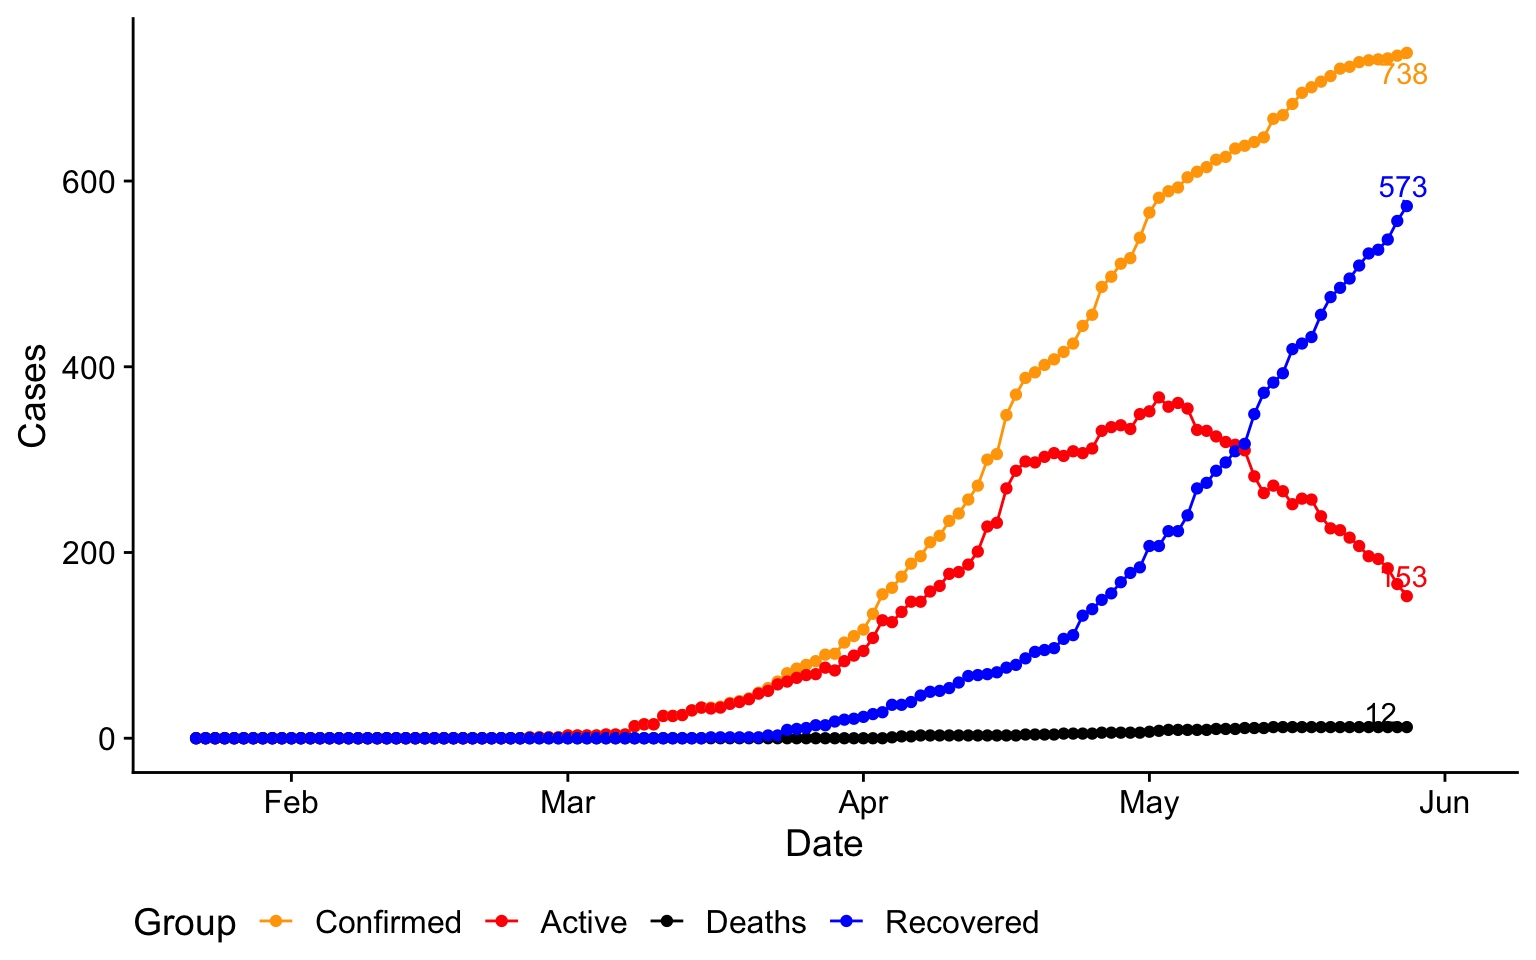 738
573
600
400
Cases
200
153
12
0
Feb Mar Apr May Jun
Date
Group Confirmed Active Deaths Recovered